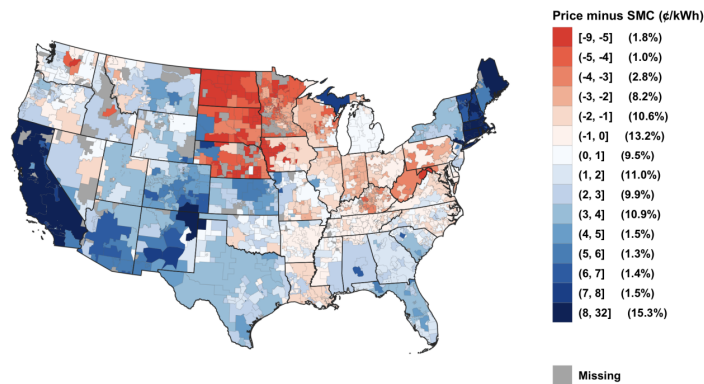 Price minus SMC (¢/kWh)
[-9, -5] (1.8%)
(-5, -4] (1.0%)
(-4, -3] (2.8%)
(-3, -2] (8.2%)
(-2, -1] (10.6%)
(-1, 0] (13.2%)
(0, 1] (9.5%)
(1, 2] (11.0%)
(2, 3] (9.9%)
(3, 4] (10.9%)
(4, 5] (1.5%)
(5, 6] (1.3%)
(6, 7] (1.4%)
(7, 8] (1.5%)
(8, 32] (15.3%)
Missing